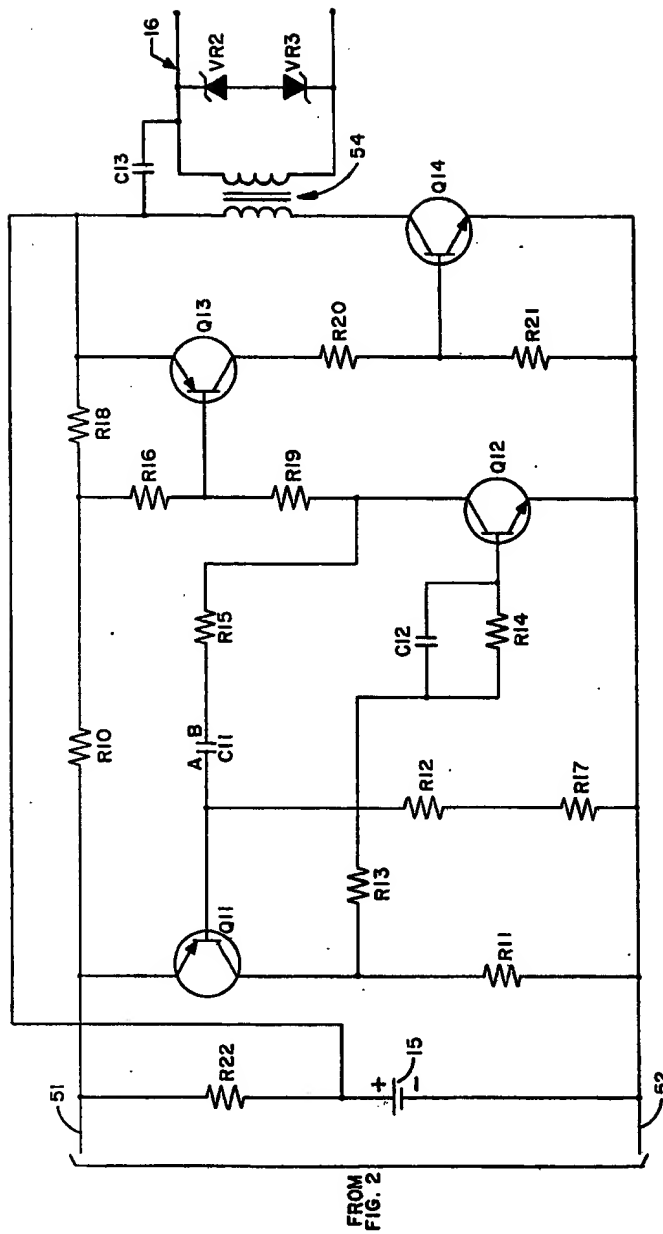 16
VR2
VR3
C13
54
Q14
Q13
R20
R21
R18
R16
R19
Q12
R15
C12
R14
R10
A B
C11
R12
R17
R13
Q11
R11
R22
15
+
-
51
52
FROM
FIG. 2